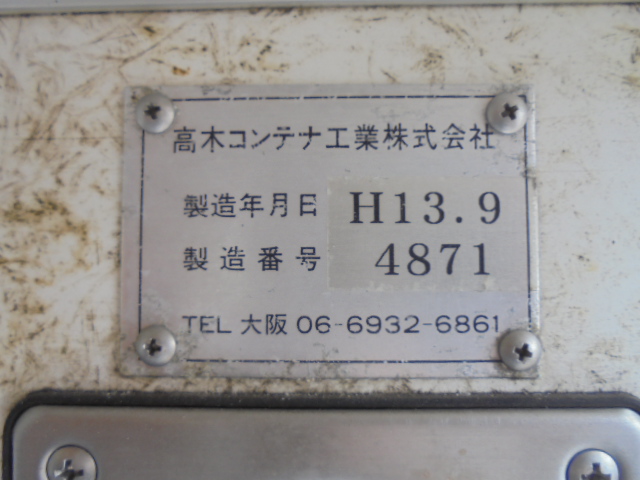 高木コンテナ工業株式会社
製造年月日 H13.9
製造番号 4871
TEL 大阪 06-6932-6861